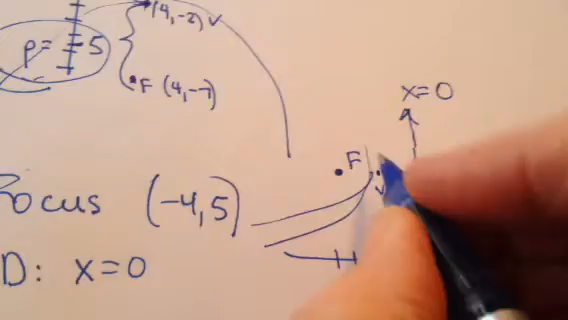 (4,-2) ✓
p= -5
F (4,-7)
x=0
F
V
Focus (-4,5)
D: x=0